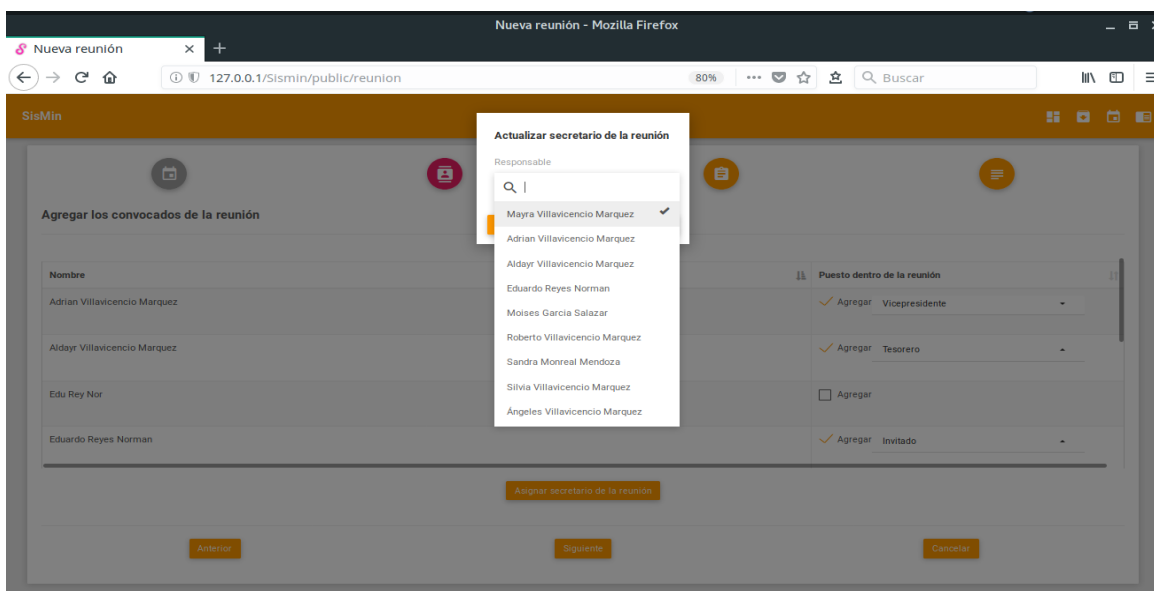 Nueva reunión - Mozilla Firefox
Nueva reunión
127.0.0.1/Sismin/public/reunion
80%
Buscar
SisMin
Actualizar secretario de la reunión
Responsable
Mayra Villavicencio Marquez
Adrian Villavicencio Marquez
Aldayr Villavicencio Marquez
Eduardo Reyes Norman
Moises Garcia Salazar
Roberto Villavicencio Marquez
Sandra Monreal Mendoza
Silvia Villavicencio Marquez
Ángeles Villavicencio Marquez
Agregar los convocados de la reunión
Nombre Puesto dentro de la reunión
Adrian Villavicencio Marquez Agregar Vicepresidente
Aldayr Villavicencio Marquez Agregar Tesorero
Edu Rey Nor Agregar
Eduardo Reyes Norman Agregar Invitado
Asignar secretario de la reunión
Anterior Siguiente Cancelar